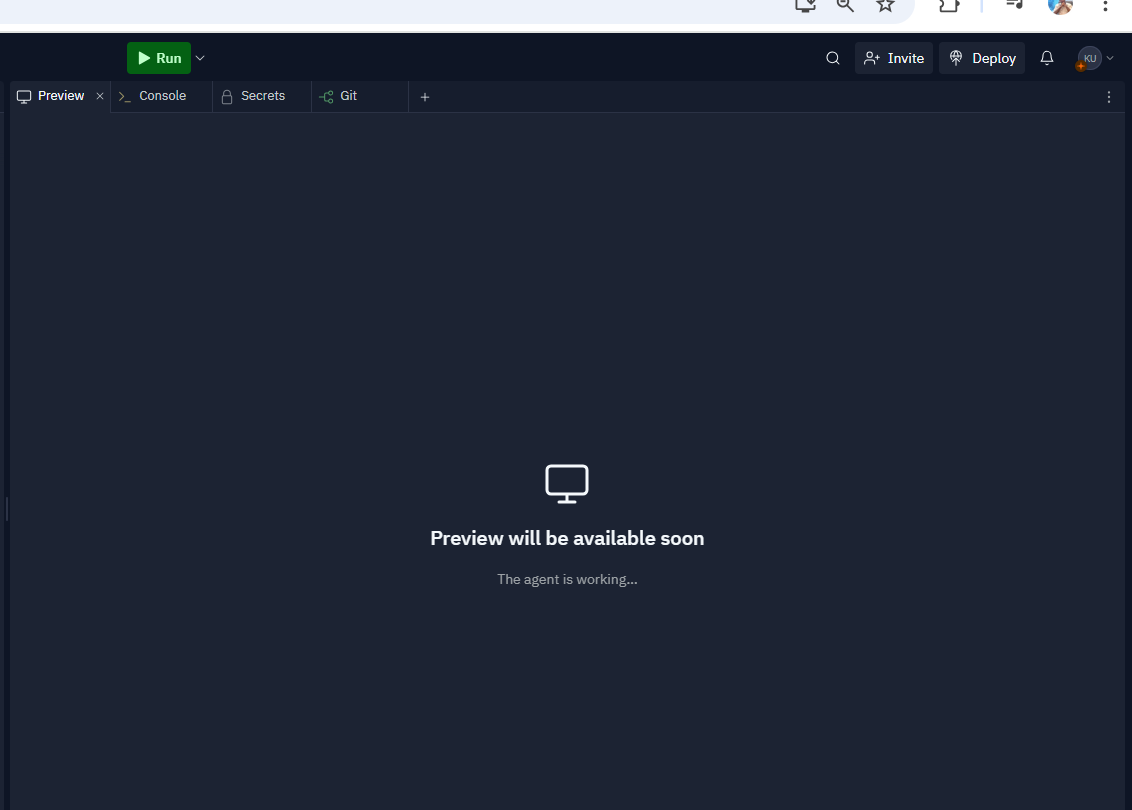 Run
Invite
Deploy
KU
Preview
Console
Secrets
Git
Preview will be available soon
The agent is working...